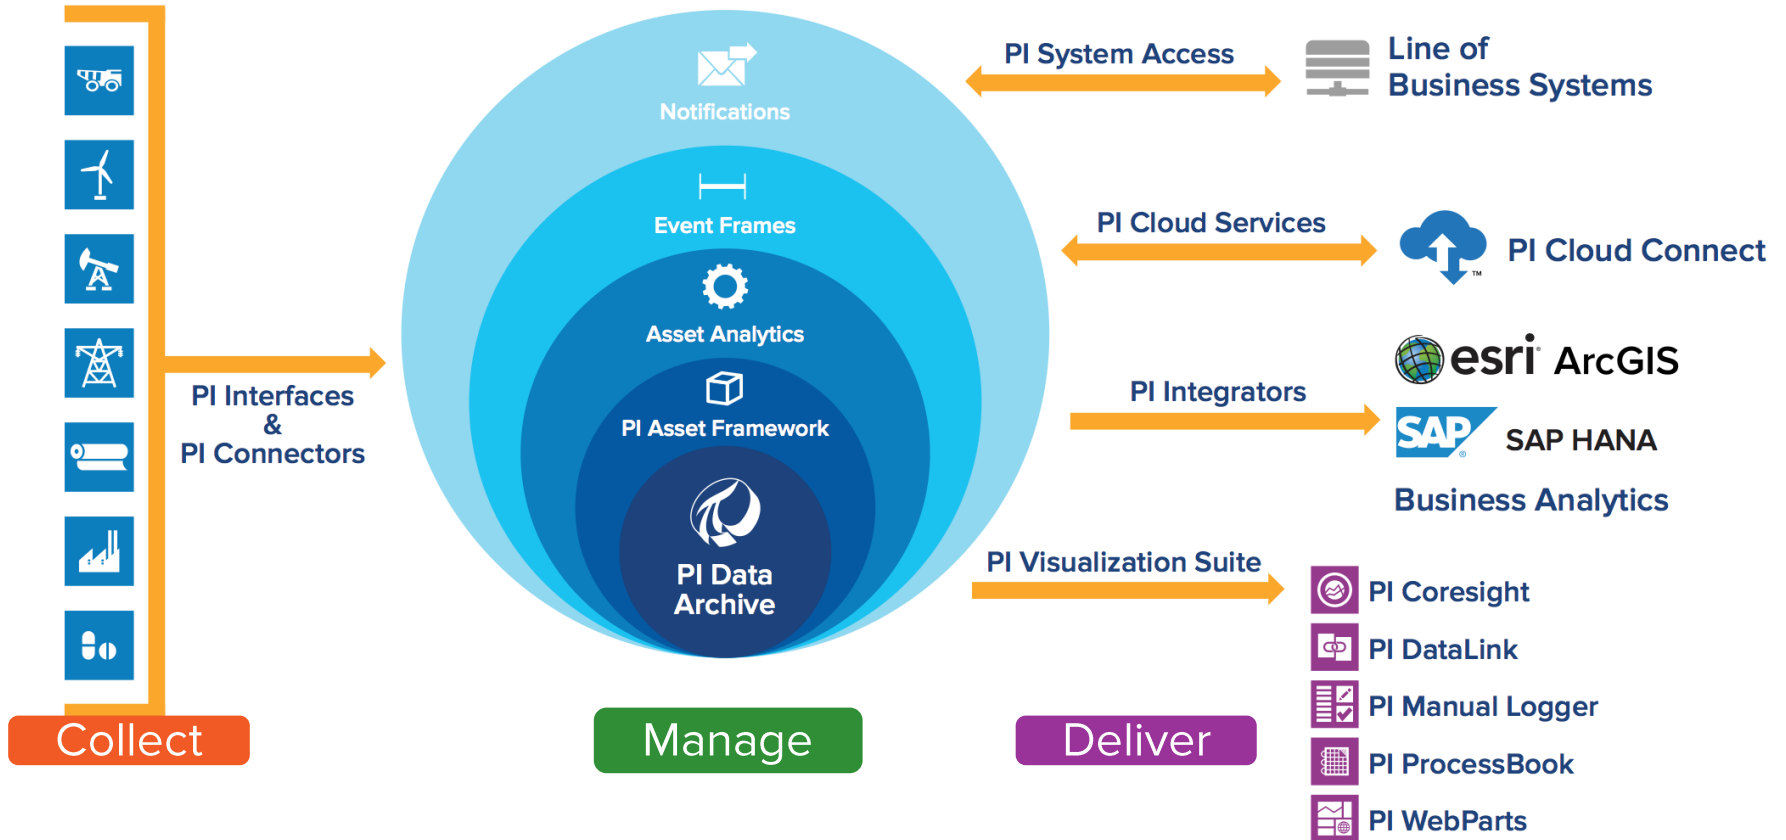 PI Interfaces
&
PI Connectors
Collect
Notifications
Event Frames
Asset Analytics
PI Asset Framework
PI Data
Archive
Manage
PI System Access
Line of
Business Systems
PI Cloud Services
PI Cloud Connect
™
PI Integrators
esri® ArcGIS
SAP® SAP HANA
Business Analytics
PI Visualization Suite
PI Coresight
PI DataLink
PI Manual Logger
PI ProcessBook
PI WebParts
Deliver